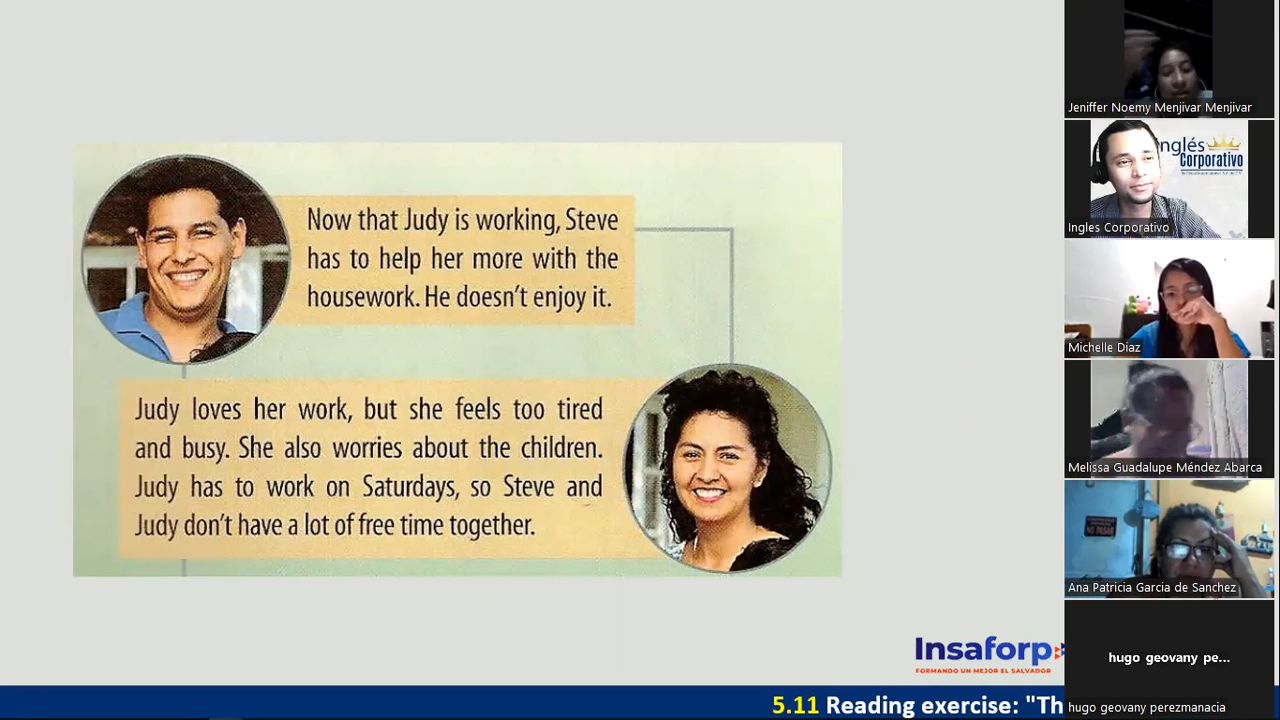 Now that Judy is working, Steve
has to help her more with the
housework. He doesn't enjoy it.
Judy loves her work, but she feels too tired
and busy. She also worries about the children.
Judy has to work on Saturdays, so Steve and
Judy don't have a lot of free time together.
Insaforp
FORMANDO UN MEJOR EL SALVADOR
5.11 Reading exercise: "Th
Jeniffer Noemy Menjivar Menjivar
Inglés
Corporativo
Ingles Corporativo
Michelle Diaz
Melissa Guadalupe Méndez Abarca
NO PASAR
Ana Patricia Garcia de Sanchez
hugo geovany pe...
hugo geovany perezmanacia